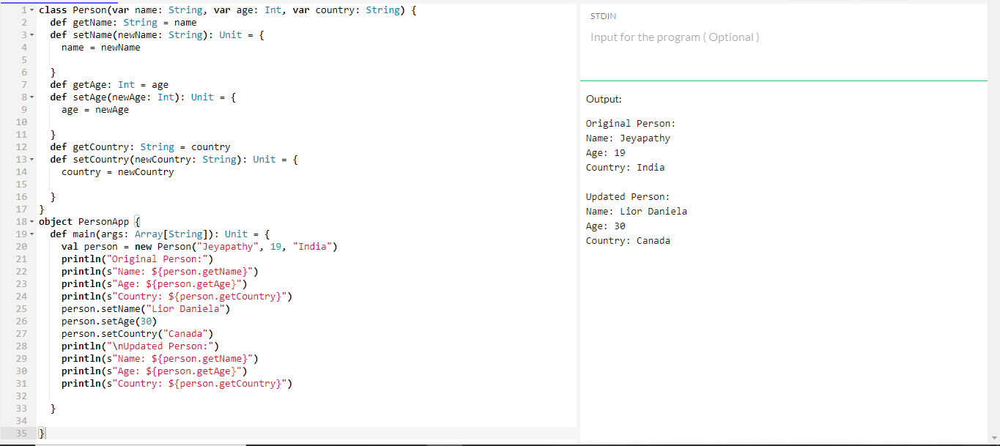 1 class Person(var name: String, var age: Int, var country: String) {
2   def getName: String = name
3   def setName(newName: String): Unit = {
4     name = newName
5
6   }
7   def getAge: Int = age
8   def setAge(newAge: Int): Unit = {
9     age = newAge
10
11   }
12   def getCountry: String = country
13   def setCountry(newCountry: String): Unit = {
14     country = newCountry
15
16   }
17 }
18 object PersonApp {
19   def main(args: Array[String]): Unit = {
20     val person = new Person("Jeyapathy", 19, "India")
21     println("Original Person:")
22     println(s"Name: ${person.getName}")
23     println(s"Age: ${person.getAge}")
24     println(s"Country: ${person.getCountry}")
25     person.setName("Lior Daniela")
26     person.setAge(30)
27     person.setCountry("Canada")
28     println("\nUpdated Person:")
29     println(s"Name: ${person.getName}")
30     println(s"Age: ${person.getAge}")
31     println(s"Country: ${person.getCountry}")
32
33   }
34
35 }
STDIN
Input for the program ( Optional )
Output:
Original Person:
Name: Jeyapathy
Age: 19
Country: India
Updated Person:
Name: Lior Daniela
Age: 30
Country: Canada